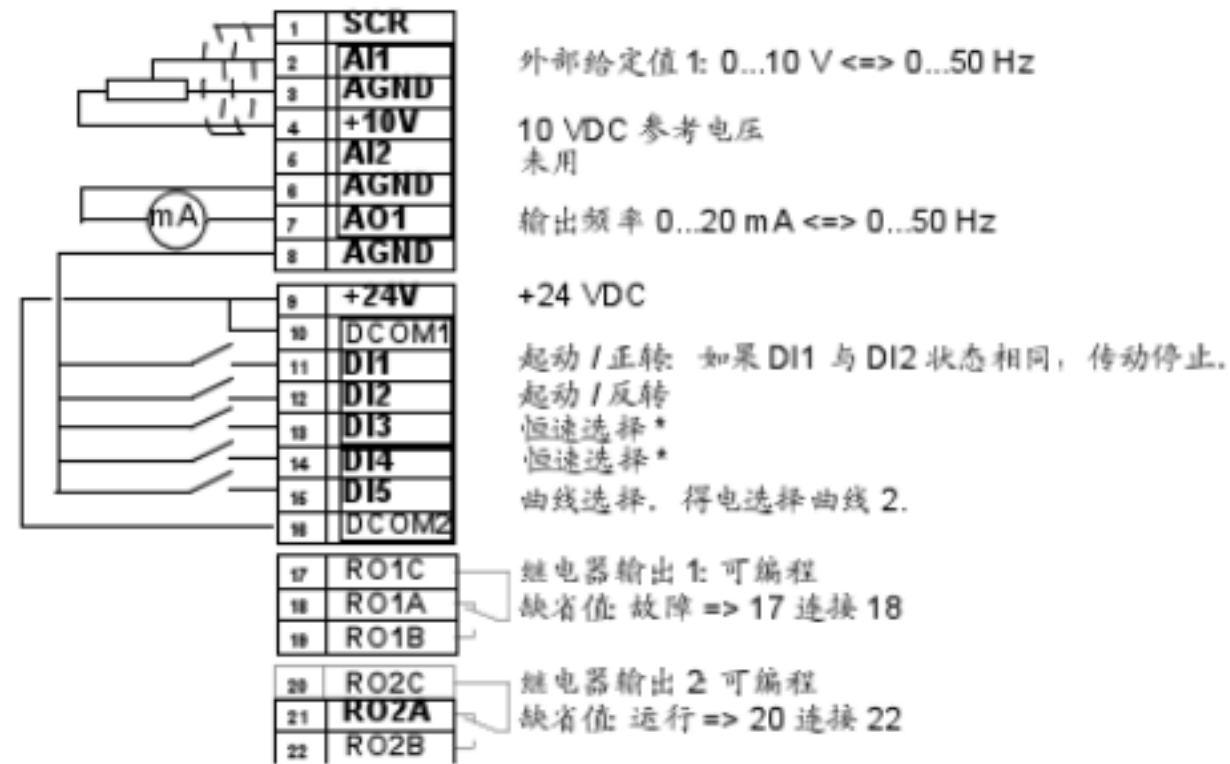 1 SCR
2 AI1 外部给定值 1: 0...10 V <=> 0...50 Hz
3 AGND
4 +10V 10 VDC 参考电压
5 AI2 未用
6 AGND
mA
7 AO1 输出频率 0...20 mA <=> 0...50 Hz
8 AGND
9 +24V +24 VDC
10 DCOM1
11 DI1 起动 / 正转: 如果 DI1 与 DI2 状态相同, 传动停止.
12 DI2 起动 / 反转
13 DI3 恒速选择 *
14 DI4 恒速选择 *
15 DI5 曲线选择. 得电选择曲线 2.
16 DCOM2
17 RO1C 继电器输出 1: 可编程
18 RO1A 缺省值: 故障 => 17 连接 18
19 RO1B
20 RO2C 继电器输出 2: 可编程
21 RO2A 缺省值: 运行 => 20 连接 22
22 RO2B